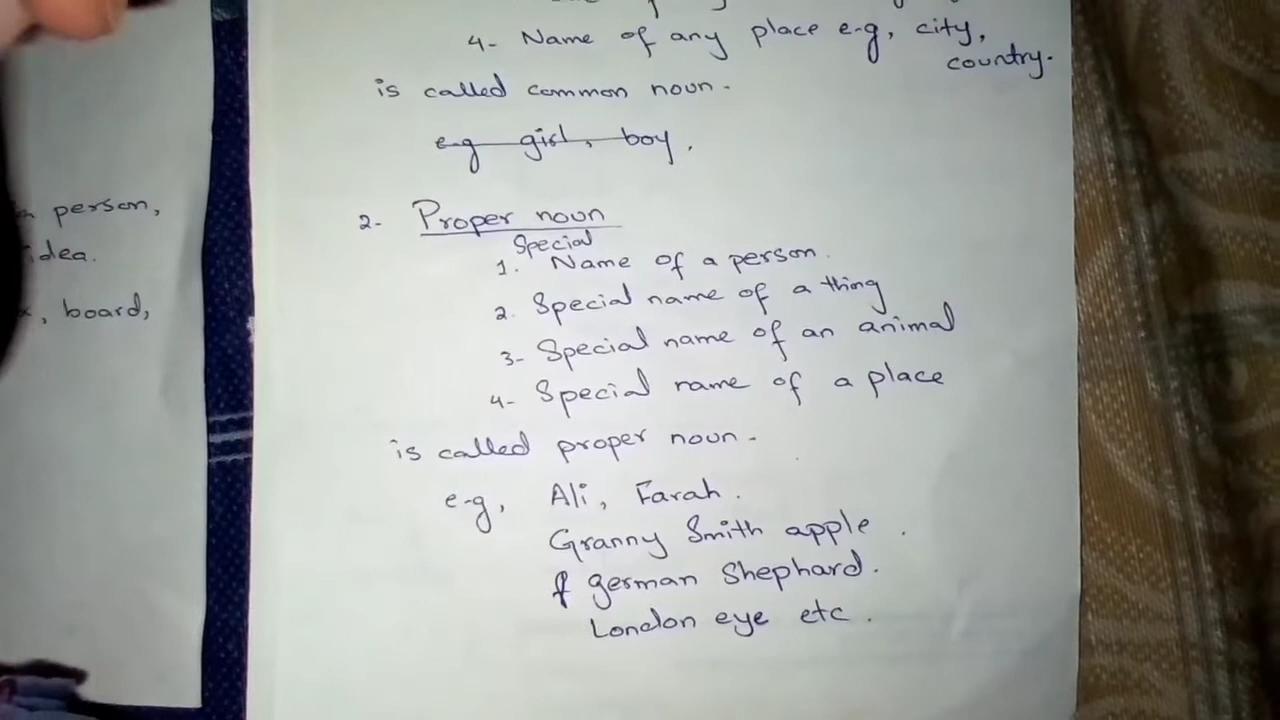 4- Name of any place e.g, city,
country.
is called common noun.
e.g girl, boy.
2- Proper noun
Special
1. Name of a person.
2. Special name of a thing
3- Special name of an animal
4- Special name of a place
is called proper noun.
e-g, Ali, Farah.
Granny Smith apple.
german Shephard.
London eye etc.
person,
idea.
, board,